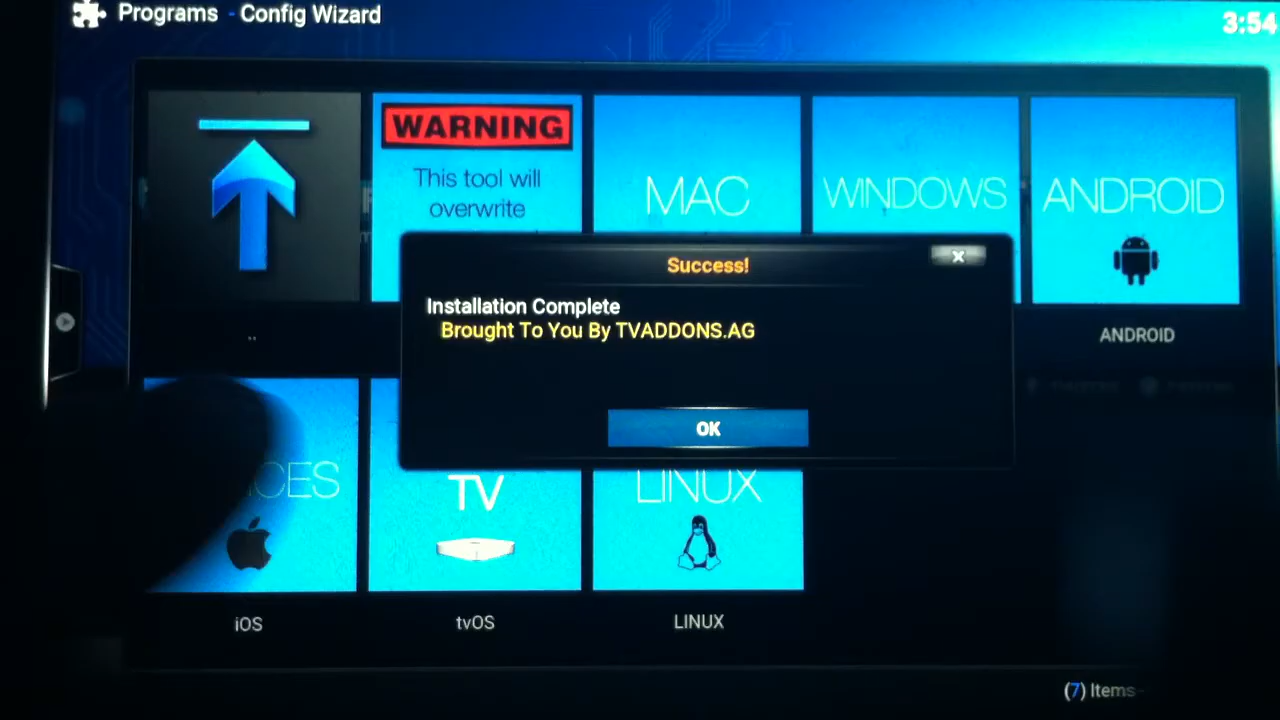 Programs - Config Wizard
3:54
WARNING
This tool will
overwrite
MAC
WINDOWS
ANDROID
Success!
Installation Complete
Brought To You By TVADDONS.AG
OK
..
ANDROID
TV
LINUX
iOS
tvOS
LINUX
(7) Items